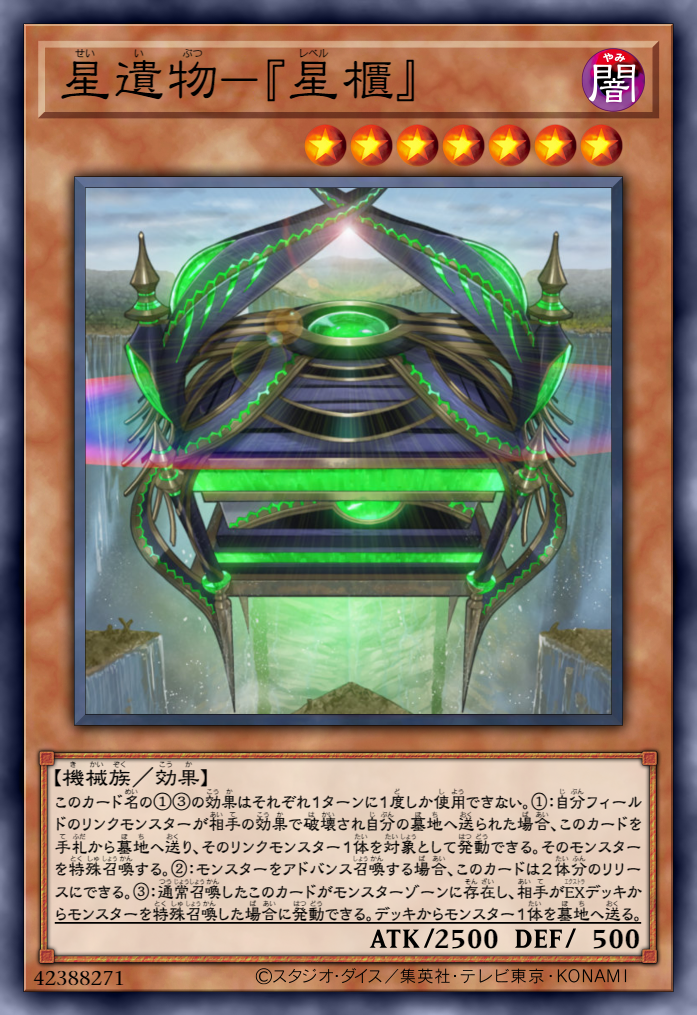 星遺物－『星櫃』
せい い ぶつ レベル
闇
やみ
【機械族／効果】
このカード名の①③の効果はそれぞれ1ターンに1度しか使用できない。①：自分フィール
ドのリンクモンスターが相手の効果で破壊され自分の墓地へ送られた場合、このカードを
手札から墓地へ送り、そのリンクモンスター1体を対象として発動できる。そのモンスター
を特殊召喚する。②：モンスターをアドバンス召喚する場合、このカードは2体分のリリー
スにできる。③：通常召喚したこのカードがモンスターゾーンに存在し、相手がEXデッキか
らモンスターを特殊召喚した場合に発動できる。デッキからモンスター1体を墓地へ送る。
ATK/2500 DEF/ 500
42388271
©スタジオ・ダイス／集英社・テレビ東京・KONAMI